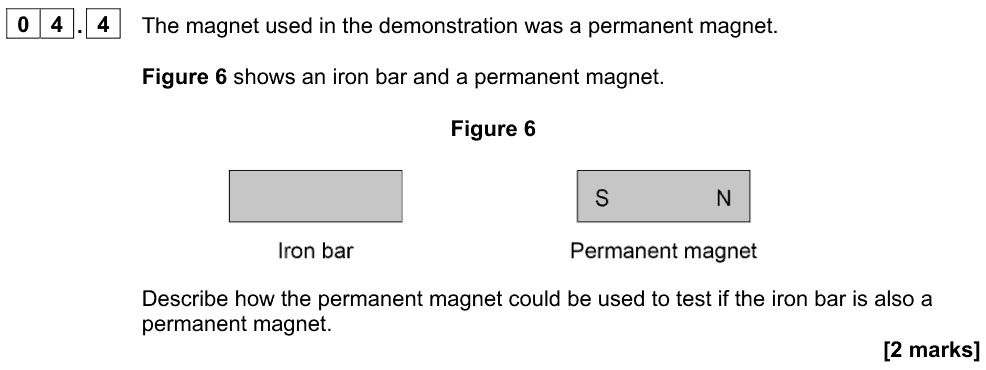 0 4 . 4 The magnet used in the demonstration was a permanent magnet.
Figure 6 shows an iron bar and a permanent magnet.
Figure 6
S N
Iron bar Permanent magnet
Describe how the permanent magnet could be used to test if the iron bar is also a
permanent magnet.
[2 marks]